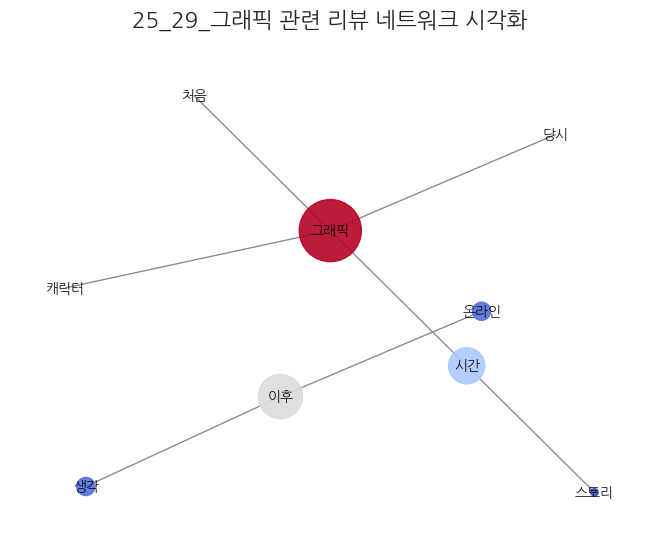 25_29_그래픽 관련 리뷰 네트워크 시각화
처음
당시
그래픽
캐릭터
온라인
시간
이후
생각
스토리